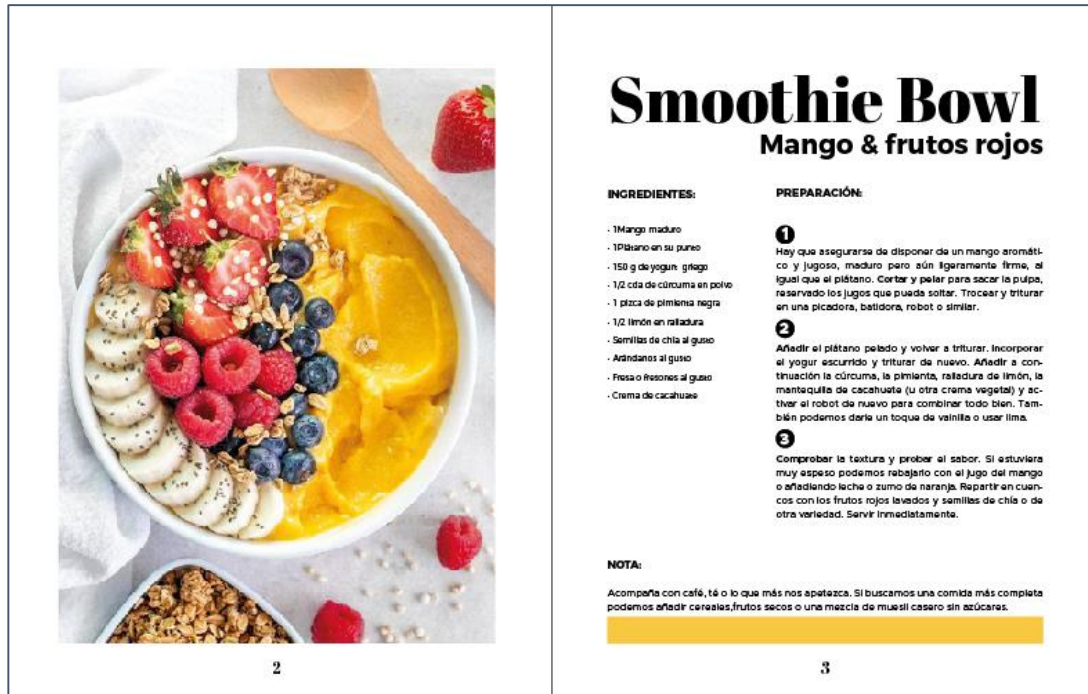 Smoothie Bowl
Mango & frutos rojos
INGREDIENTES:
· 1 Mango maduro
· 1 Plátano en su punto
· 150 g de yogurt griego
· 1/2 cda de cúrcuma en polvo
· 1 pizca de pimienta negra
· 1/2 limón en ralladura
· Semillas de chía al gusto
· Arándanos al gusto
· Fresa o fresones al gusto
· Crema de cacahuate
PREPARACIÓN:
1
Hay que asegurarse de disponer de un mango aromáti-
co y jugoso, maduro pero aún ligeramente firme, al
igual que el plátano. Cortar y pelar para sacar la pulpa,
reservado los jugos que pueda soltar. Trocear y triturar
en una picadora, batidora, robot o similar.
2
Añadir el plátano pelado y volver a triturar. Incorporar
el yogur escurrido y triturar de nuevo. Añadir a con-
tinuación la cúrcuma, la pimienta, ralladura de limón, la
mantequilla de cacahuete (u otra crema vegetal) y ac-
tivar el robot de nuevo para combinar todo bien. Tam-
bién podemos darle un toque de vainilla o usar lima.
3
Comprobar la textura y probar el sabor. Si estuviera
muy espeso podemos rebajarlo con el jugo del mango
o añadiendo leche o zumo de naranja. Repartir en cuen-
cos con los frutos rojos lavados y semillas de chía o de
otra variedad. Servir inmediatamente.
NOTA:
Acompaña con café, té o lo que más nos apetezca. Si buscamos una comida más completa
podemos añadir cereales,frutos secos o una mezcla de muesli casero sin azúcares.
2
3